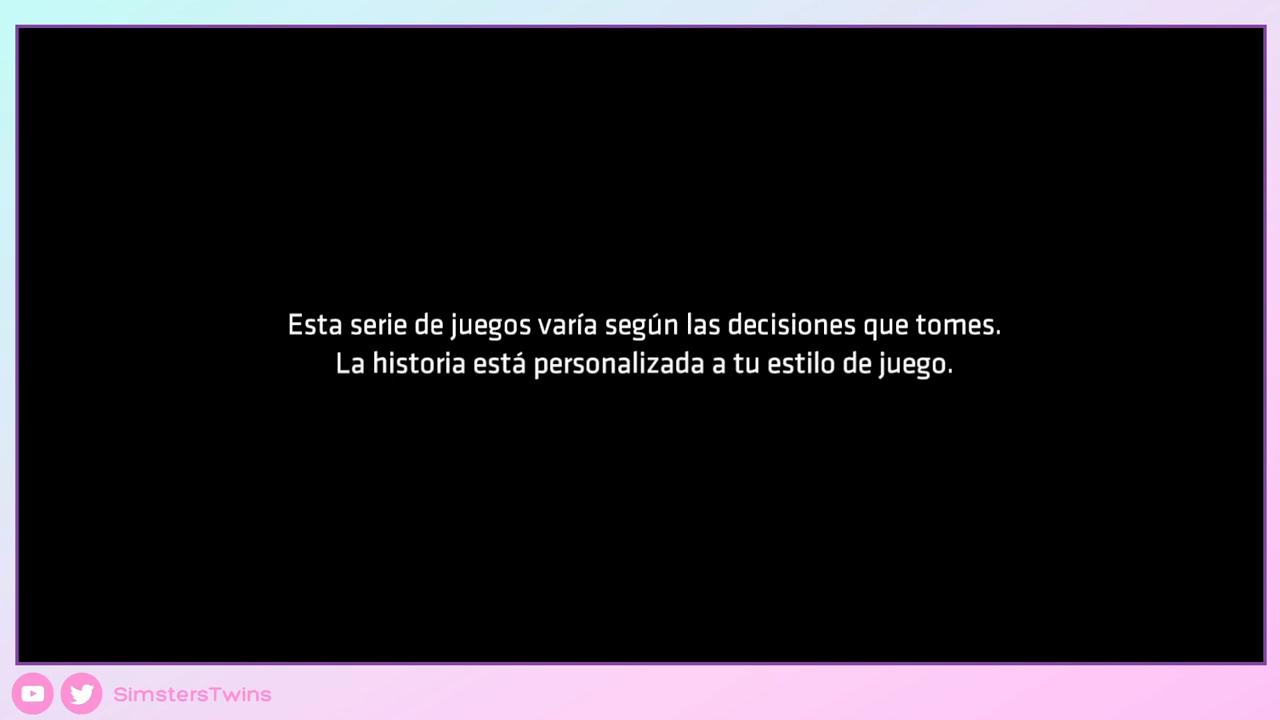 Esta serie de juegos varía según las decisiones que tomes.
La historia está personalizada a tu estilo de juego.
SimstersTwins